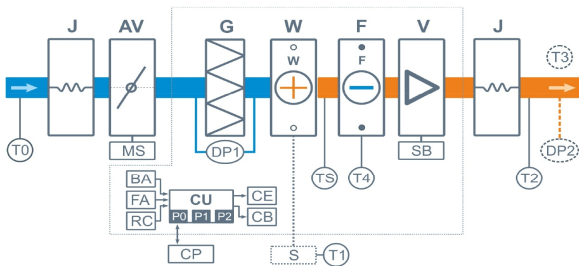 J AV G W F V J
W F
T3
T0 MS DP1 TS T4 SB T2 DP2
BA CU CE
FA
RC P0 P1 P2 CB
CP S T1